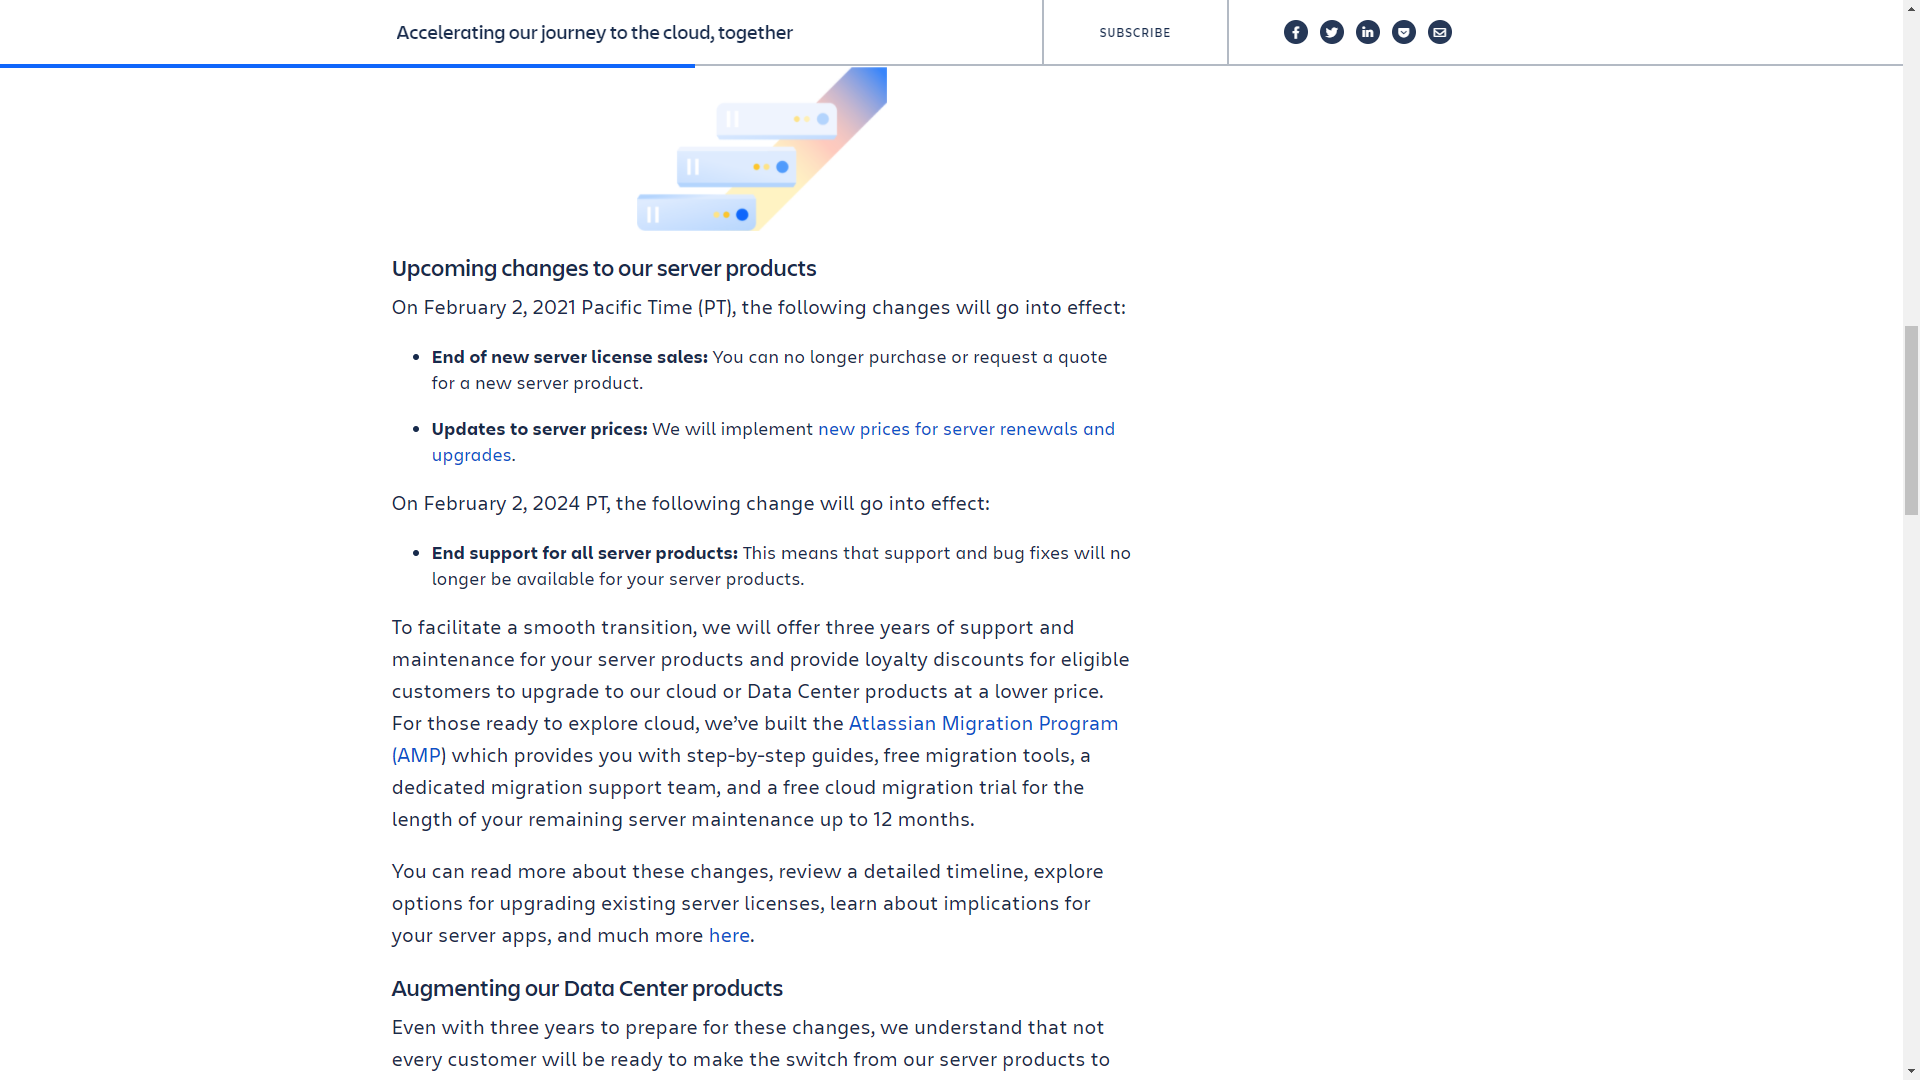 Accelerating our journey to the cloud, together
SUBSCRIBE
Upcoming changes to our server products
On February 2, 2021 Pacific Time (PT), the following changes will go into effect:
• End of new server license sales: You can no longer purchase or request a quote
for a new server product.
• Updates to server prices: We will implement new prices for server renewals and
upgrades.
On February 2, 2024 PT, the following change will go into effect:
• End support for all server products: This means that support and bug fixes will no
longer be available for your server products.
To facilitate a smooth transition, we will offer three years of support and
maintenance for your server products and provide loyalty discounts for eligible
customers to upgrade to our cloud or Data Center products at a lower price.
For those ready to explore cloud, we’ve built the Atlassian Migration Program
(AMP) which provides you with step-by-step guides, free migration tools, a
dedicated migration support team, and a free cloud migration trial for the
length of your remaining server maintenance up to 12 months.
You can read more about these changes, review a detailed timeline, explore
options for upgrading existing server licenses, learn about implications for
your server apps, and much more here.
Augmenting our Data Center products
Even with three years to prepare for these changes, we understand that not
every customer will be ready to make the switch from our server products to